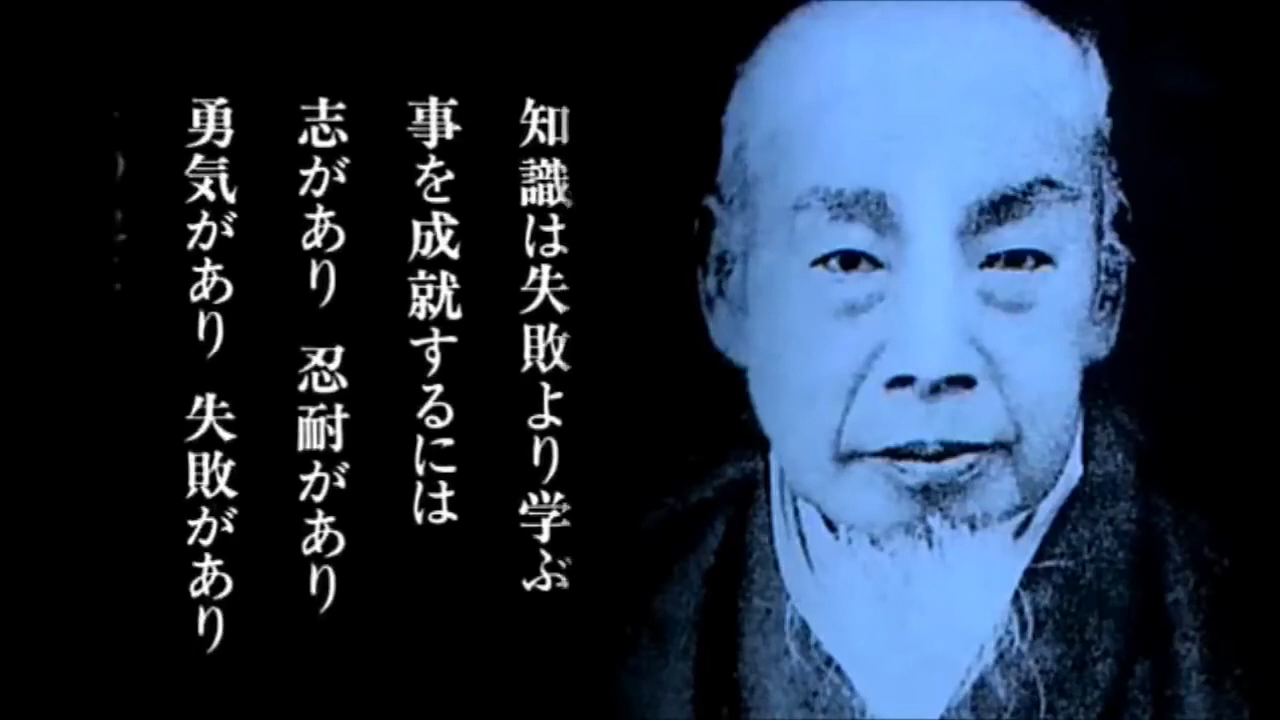 知識は失敗より学ぶ
事を成就するには
志があり 忍耐があり
勇気があり 失敗があり